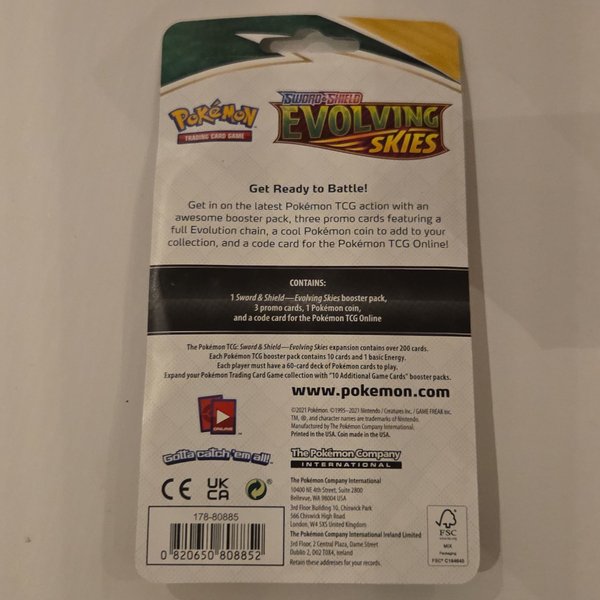 Pokémon
TRADING CARD GAME
SWORD & SHIELD
EVOLVING
SKIES
Get Ready to Battle!
Get in on the latest Pokémon TCG action with an
awesome booster pack, three promo cards featuring a
full Evolution chain, a cool Pokémon coin to add to your
collection, and a code card for the Pokémon TCG Online!
CONTAINS:
1 Sword & Shield—Evolving Skies booster pack,
3 promo cards, 1 Pokémon coin,
and a code card for the Pokémon TCG Online
The Pokémon TCG: Sword & Shield—Evolving Skies expansion contains over 200 cards.
Each Pokémon TCG booster pack contains 10 cards and 1 basic Energy.
Each player must have a 60-card deck of Pokémon cards to play.
Expand your Pokémon Trading Card Game collection with "10 Additional Game Cards" booster packs.
www.pokemon.com
©2021 Pokémon. ©1995–2021 Nintendo / Creatures Inc. / GAME FREAK inc.
TM, ®, and character names are trademarks of Nintendo.
Manufactured by The Pokémon Company International.
Printed in the USA. Coin made in the USA.
ONLINE
Gotta catch 'em all!
The Pokémon Company
INTERNATIONAL
The Pokémon Company International
10400 NE 4th Street, Suite 2800
Bellevue, WA 98004 USA
3rd Floor Building 10, Chiswick Park
566 Chiswick High Road
London, W4 5XS United Kingdom
The Pokémon Company International Ireland Limited
3rd Floor, 2 Central Plaza, Dame Street
Dublin 2, D02 T0X4, Ireland
Retain these addresses for your records.
CE
UK
CA
178-80885
0 820650 808852
FSC
MIX
Packaging